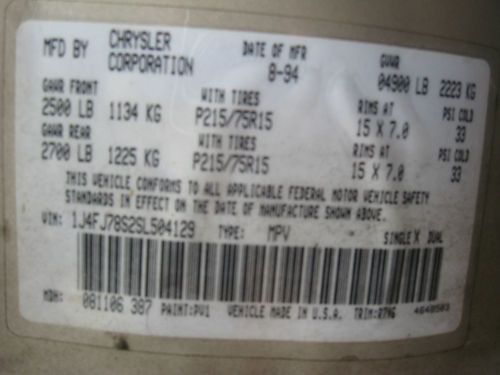 MFD BY CHRYSLER CORPORATION DATE OF MFR 8-94 GVWR 04900 LB 2223 KG
GAWR FRONT WITH TIRES RIMS AT PSI COLD
2500 LB 1134 KG P215/75R15 15 X 7.0 33
GAWR REAR WITH TIRES RIMS AT PSI COLD
2700 LB 1225 KG P215/75R15 15 X 7.0 33
THIS VEHICLE CONFORMS TO ALL APPLICABLE FEDERAL MOTOR VEHICLE SAFETY
STANDARDS IN EFFECT ON THE DATE OF MANUFACTURE SHOWN ABOVE.
VIN: 1J4FJ78S2SL504129 TYPE: MPV SINGLE X DUAL
MDH: 081106 387 PAINT:PV1 VEHICLE MADE IN U.S.A. TRIM:R7NG 4648503